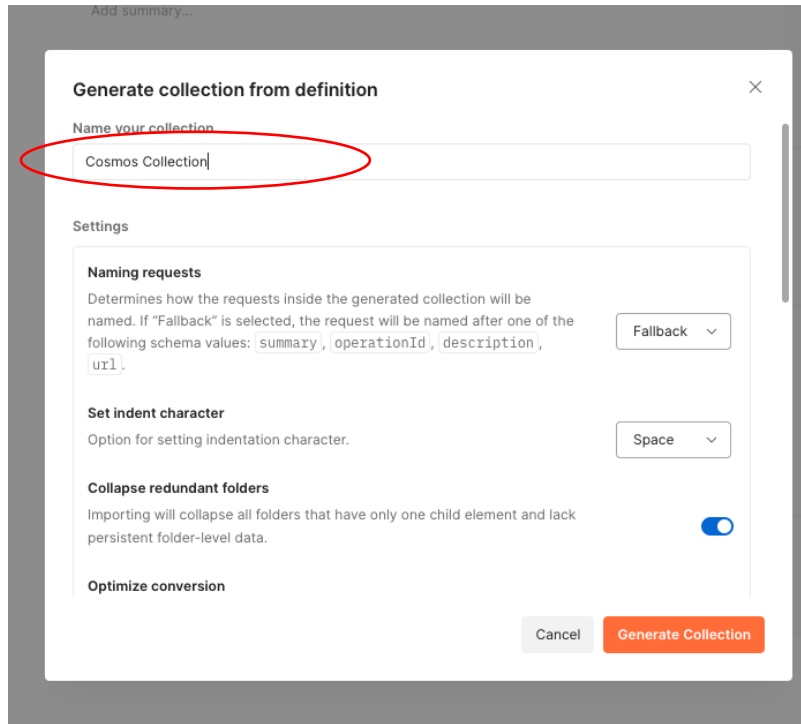 Add summary...
Generate collection from definition
Name your collection
Cosmos Collection
Settings
Naming requests
Determines how the requests inside the generated collection will be
named. If “Fallback” is selected, the request will be named after one of the
following schema values: summary, operationId, description,
url.
Fallback
Set indent character
Option for setting indentation character.
Space
Collapse redundant folders
Importing will collapse all folders that have only one child element and lack
persistent folder-level data.
Optimize conversion
Cancel
Generate Collection